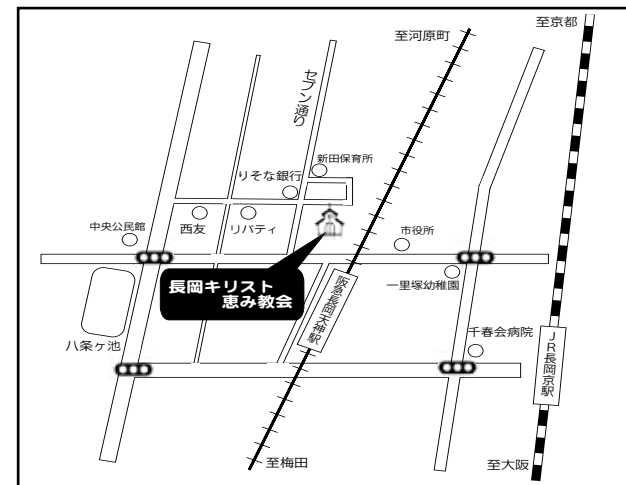 至京都
至河原町
セブン通り
新田保育所
りそな銀行
中央公民館
西友
リバティ
市役所
長岡キリスト
恵み教会
阪急長岡天神駅
一里塚幼稚園
八条ヶ池
千春会病院
JR長岡京駅
至梅田
至大阪